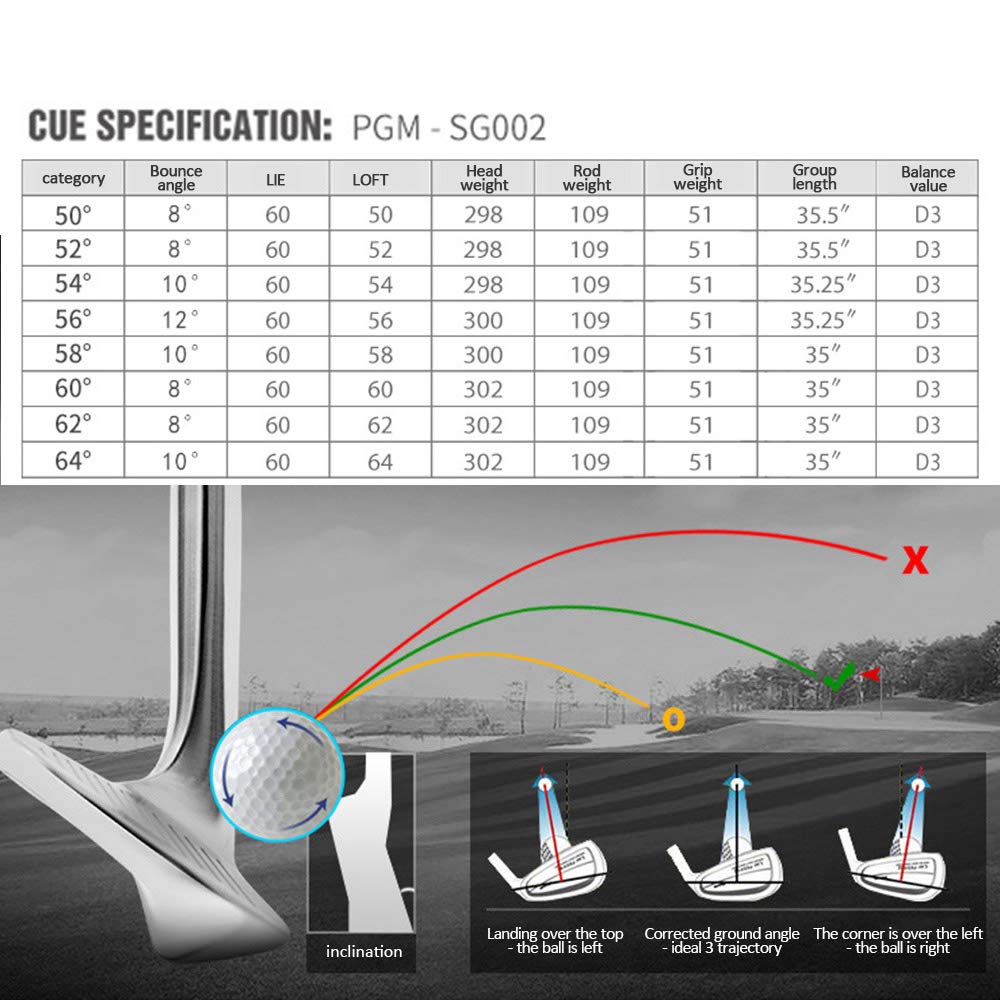 CUE SPECIFICATION: PGM - SG002
category Bounce angle LIE LOFT Head weight Rod weight Grip weight Group length Balance value
50° 8° 60 50 298 109 51 35.5″ D3
52° 8° 60 52 298 109 51 35.5″ D3
54° 10° 60 54 298 109 51 35.25″ D3
56° 12° 60 56 300 109 51 35.25″ D3
58° 10° 60 58 300 109 51 35″ D3
60° 8° 60 60 302 109 51 35″ D3
62° 8° 60 62 302 109 51 35″ D3
64° 10° 60 64 302 109 51 35″ D3
X
O
inclination
Landing over the top
- the ball is left
Corrected ground angle
- ideal 3 trajectory
The corner is over the left
- the ball is right